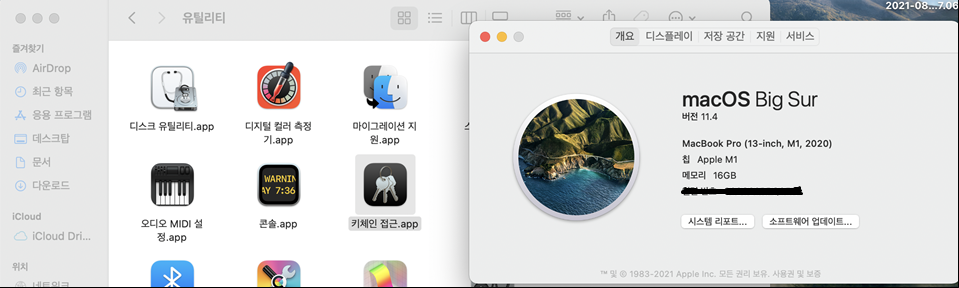 2021-08...7.06
유틸리티
즐겨찾기
AirDrop
최근 항목
응용 프로그램
데스크탑
문서
다운로드
iCloud
iCloud Dri...
위치
네트워크
디스크 유틸리티.app
디지털 컬러 측정
기.app
마이그레이션 지
원.app
WARNIN
AY 7:36
오디오 MIDI 설
정.app
콘솔.app
키체인 접근.app
개요
디스플레이
저장 공간
지원
서비스
macOS Big Sur
버전 11.4
MacBook Pro (13-inch, M1, 2020)
칩 Apple M1
메모리 16GB
시스템 리포트...
소프트웨어 업데이트...
™ 및 © 1983-2021 Apple Inc. 모든 권리 보유. 사용권 및 보증